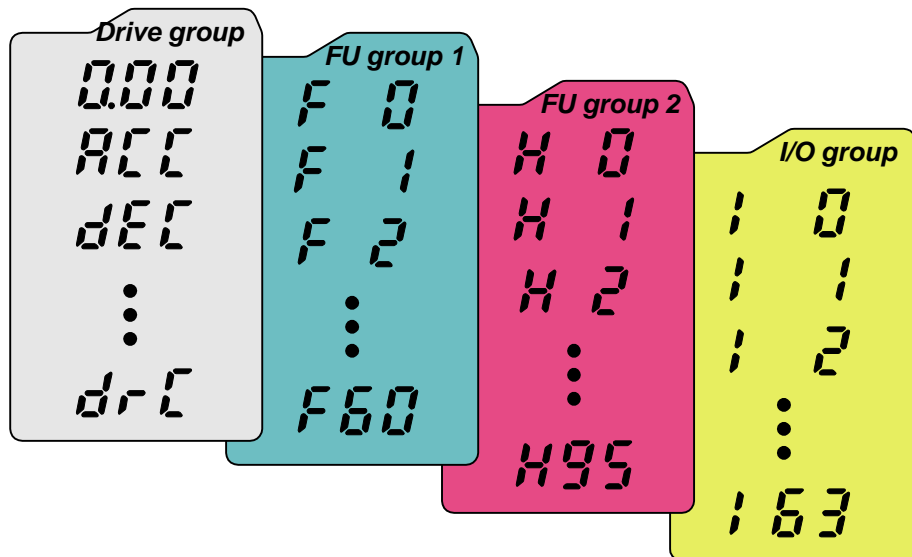 Drive group
0.00
ACC
dEC
drC
FU group 1
F 0
F 1
F 2
F60
FU group 2
H 0
H 1
H 2
H95
I/O group
I 0
I 1
I 2
I 63